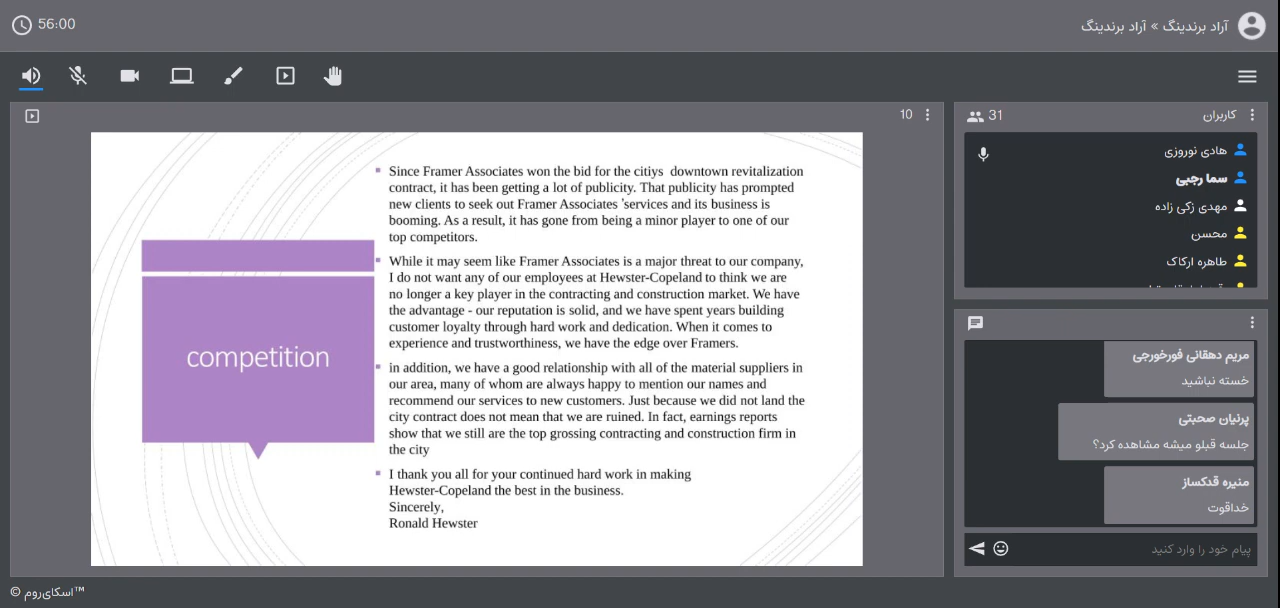 56:00
آراد برندینگ » آراد برندینگ
10
competition
Since Framer Associates won the bid for the citiys downtown revitalization
contract, it has been getting a lot of publicity. That publicity has prompted
new clients to seek out Framer Associates 'services and its business is
booming. As a result, it has gone from being a minor player to one of our
top competitors.
While it may seem like Framer Associates is a major threat to our company,
I do not want any of our employees at Hewster-Copeland to think we are
no longer a key player in the contracting and construction market. We have
the advantage - our reputation is solid, and we have spent years building
customer loyalty through hard work and dedication. When it comes to
experience and trustworthiness, we have the edge over Framers.
in addition, we have a good relationship with all of the material suppliers in
our area, many of whom are always happy to mention our names and
recommend our services to new customers. Just because we did not land the
city contract does not mean that we are ruined. In fact, earnings reports
show that we still are the top grossing contracting and construction firm in
the city
I thank you all for your continued hard work in making
Hewster-Copeland the best in the business.
Sincerely,
Ronald Hewster
کاربران 31
هادی نوروزی
سما رجبی
مهدی زکی زاده
محسن
طاهره ارکاک
مریم دهقانی فورخورجی
خسته نباشید
پرنیان صحبتی
جلسه قبلو میشه مشاهده کرد؟
منیره قدکساز
خداقوت
پیام خود را وارد کنید
© اسکای‌روم™